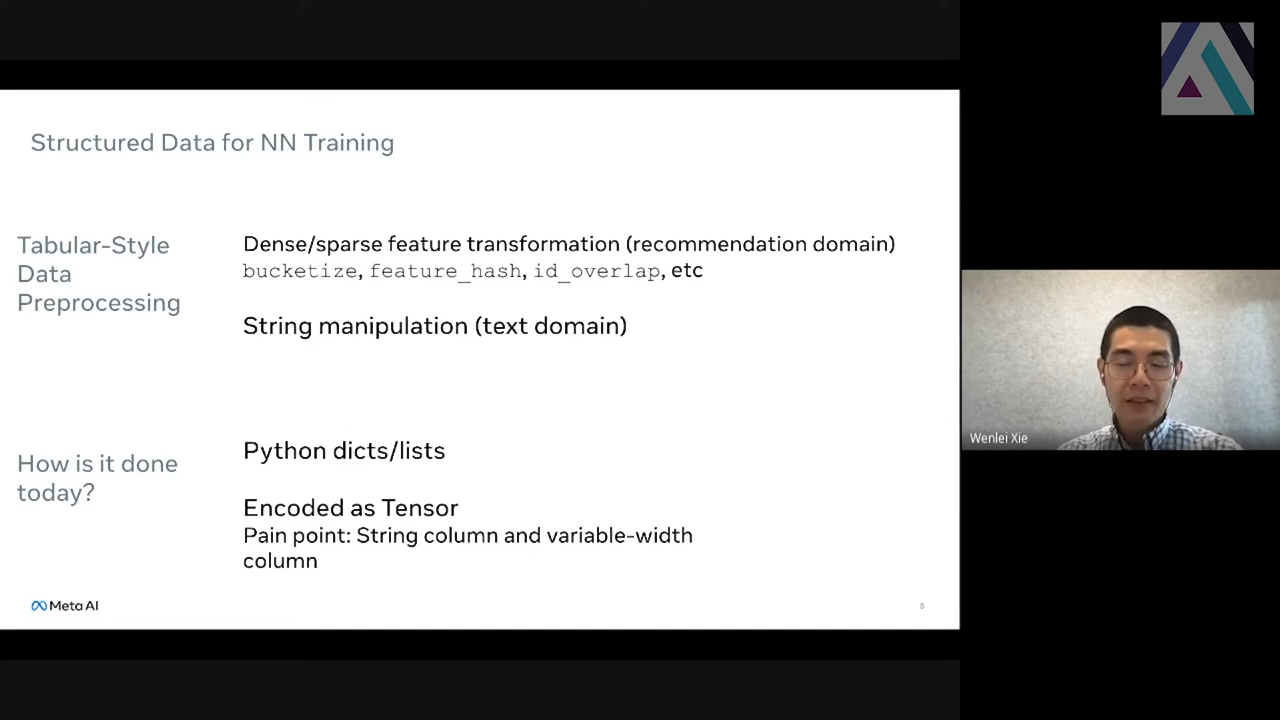 Structured Data for NN Training
Tabular-Style
Data
Preprocessing
Dense/sparse feature transformation (recommendation domain)
bucketize, feature_hash, id_overlap, etc
String manipulation (text domain)
How is it done
today?
Python dicts/lists
Encoded as Tensor
Pain point: String column and variable-width
column
Meta AI
5
Wenlei Xie